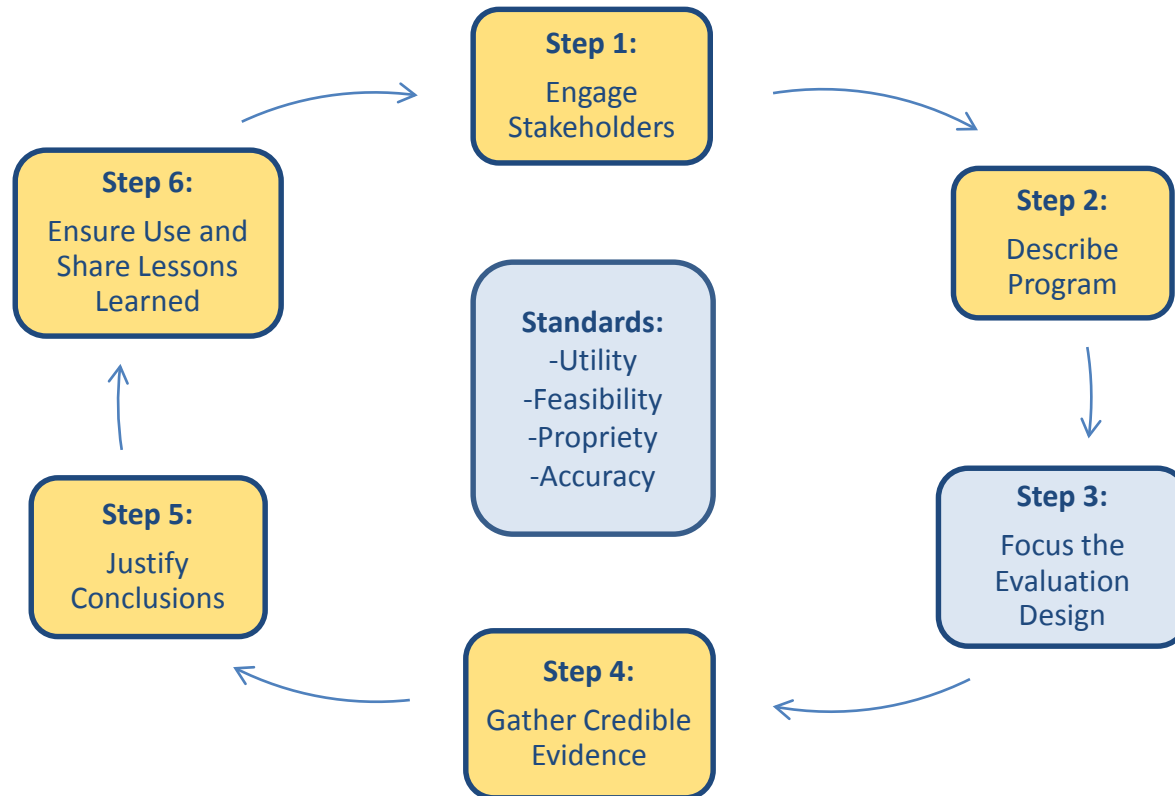 Step 1:
Engage
Stakeholders
Step 2:
Describe
Program
Step 3:
Focus the
Evaluation
Design
Step 4:
Gather Credible
Evidence
Step 5:
Justify
Conclusions
Step 6:
Ensure Use and
Share Lessons
Learned
Standards:
-Utility
-Feasibility
-Propriety
-Accuracy